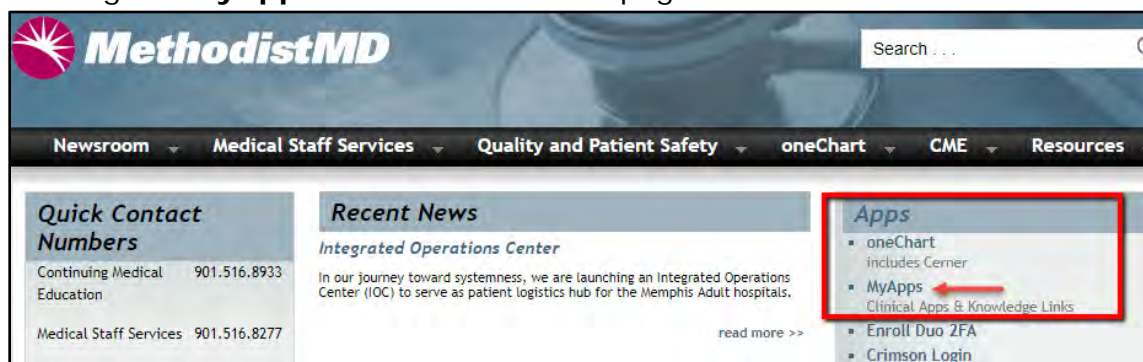 MethodistMD
Search . . .
Newsroom Medical Staff Services Quality and Patient Safety oneChart CME Resources
Quick Contact
Numbers
Continuing Medical 901.516.8933
Education
Medical Staff Services 901.516.8277
Recent News
Integrated Operations Center
In our journey toward systemness, we are launching an Integrated Operations
Center (IOC) to serve as patient logistics hub for the Memphis Adult hospitals.
read more >>
Apps
oneChart
includes Cerner
MyApps
Clinical Apps & Knowledge Links
Enroll Duo 2FA
Crimson Login